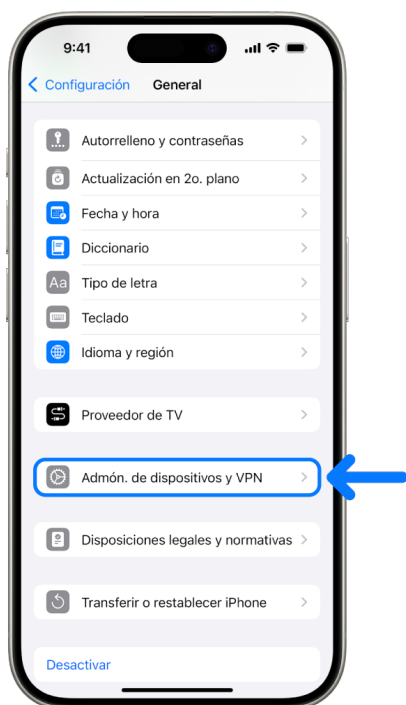 9:41
Configuración General
Autorrelleno y contraseñas
Actualización en 2o. plano
Fecha y hora
Diccionario
Aa Tipo de letra
Teclado
Idioma y región
Proveedor de TV
Admón. de dispositivos y VPN
Disposiciones legales y normativas
Transferir o restablecer iPhone
Desactivar